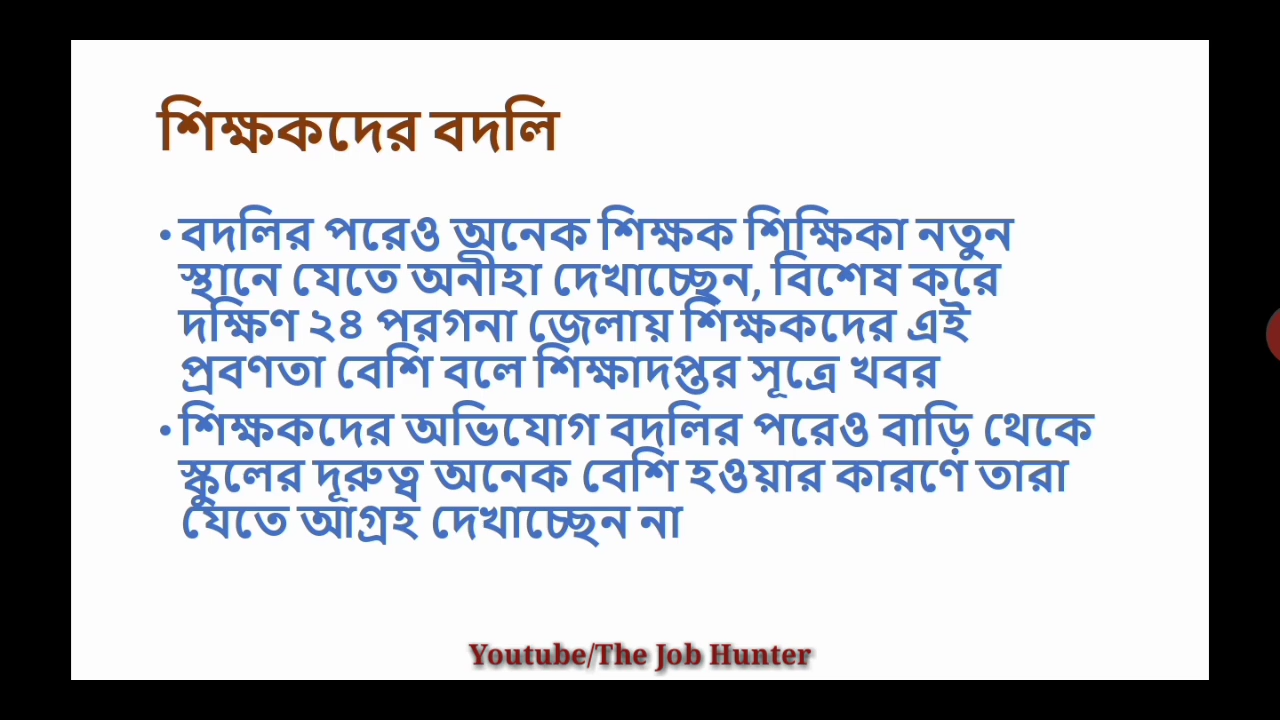 শিক্ষকদের বদলি
• বদলির পরেও অনেক শিক্ষক শিক্ষিকা নতুন
স্থানে যেতে অনীহা দেখাচ্ছেন, বিশেষ করে
দক্ষিণ ২৪ পরগনা জেলায় শিক্ষকদের এই
প্রবণতা বেশি বলে শিক্ষাদপ্তর সূত্রে খবর
• শিক্ষকদের অভিযোগ বদলির পরেও বাড়ি থেকে
স্কুলের দূরুত্ব অনেক বেশি হওয়ার কারণে তারা
যেতে আগ্রহ দেখাচ্ছেন না
Youtube/The Job Hunter